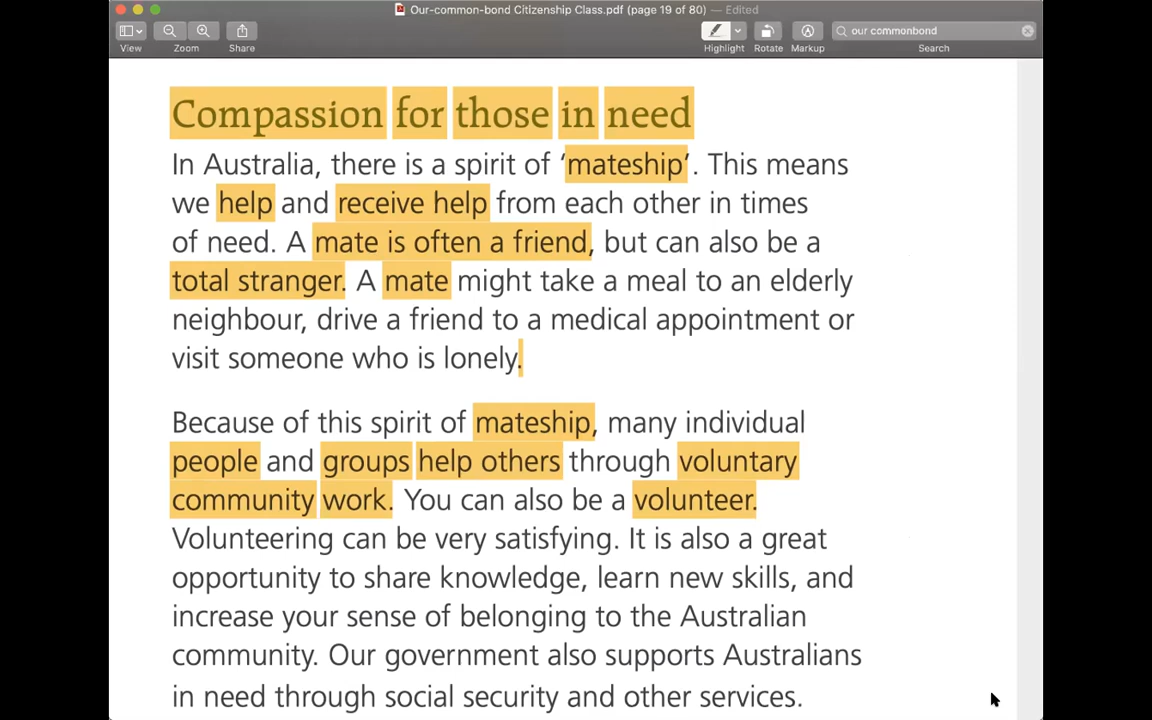 Our-common-bond Citizenship Class.pdf (page 19 of 80) — Edited
our commonbond
View Zoom Share Highlight Rotate Markup Search
Compassion for those in need
In Australia, there is a spirit of ‘mateship’. This means
we help and receive help from each other in times
of need. A mate is often a friend, but can also be a
total stranger. A mate might take a meal to an elderly
neighbour, drive a friend to a medical appointment or
visit someone who is lonely.
Because of this spirit of mateship, many individual
people and groups help others through voluntary
community work. You can also be a volunteer.
Volunteering can be very satisfying. It is also a great
opportunity to share knowledge, learn new skills, and
increase your sense of belonging to the Australian
community. Our government also supports Australians
in need through social security and other services.